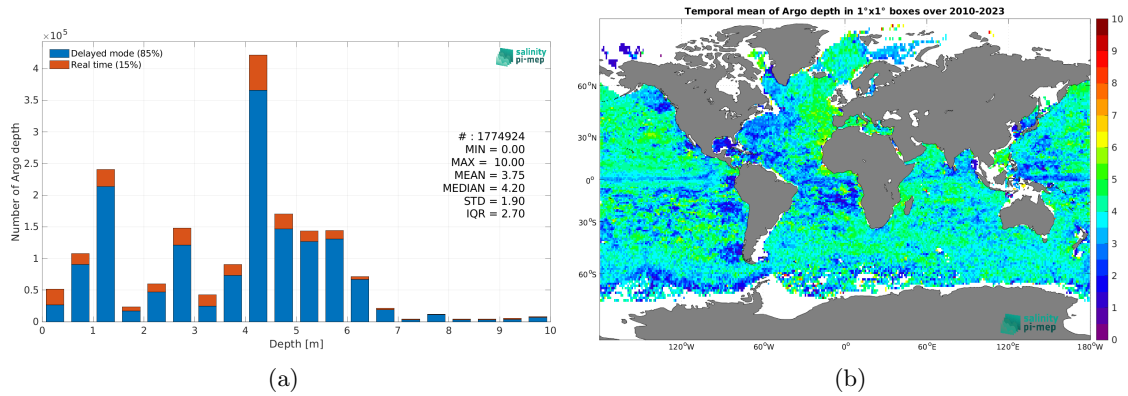 ×10⁵
Delayed mode (85%)
Real time (15%)
salinity
pi-mep
4
3.5
3
2.5
2
1.5
1
0.5
0
Number of Argo depth
# : 1774924
MIN = 0.00
MAX = 10.00
MEAN = 3.75
MEDIAN = 4.20
STD = 1.90
IQR = 2.70
0 1 2 3 4 5 6 7 8 9 10
Depth [m]
(a)
Temporal mean of Argo depth in 1°x1° boxes over 2010-2023
60°N
30°N
0°
30°S
60°S
120°W 60°W 0° 60°E 120°E 180°W
salinity
pi-mep
10
9
8
7
6
5
4
3
2
1
0
(b)